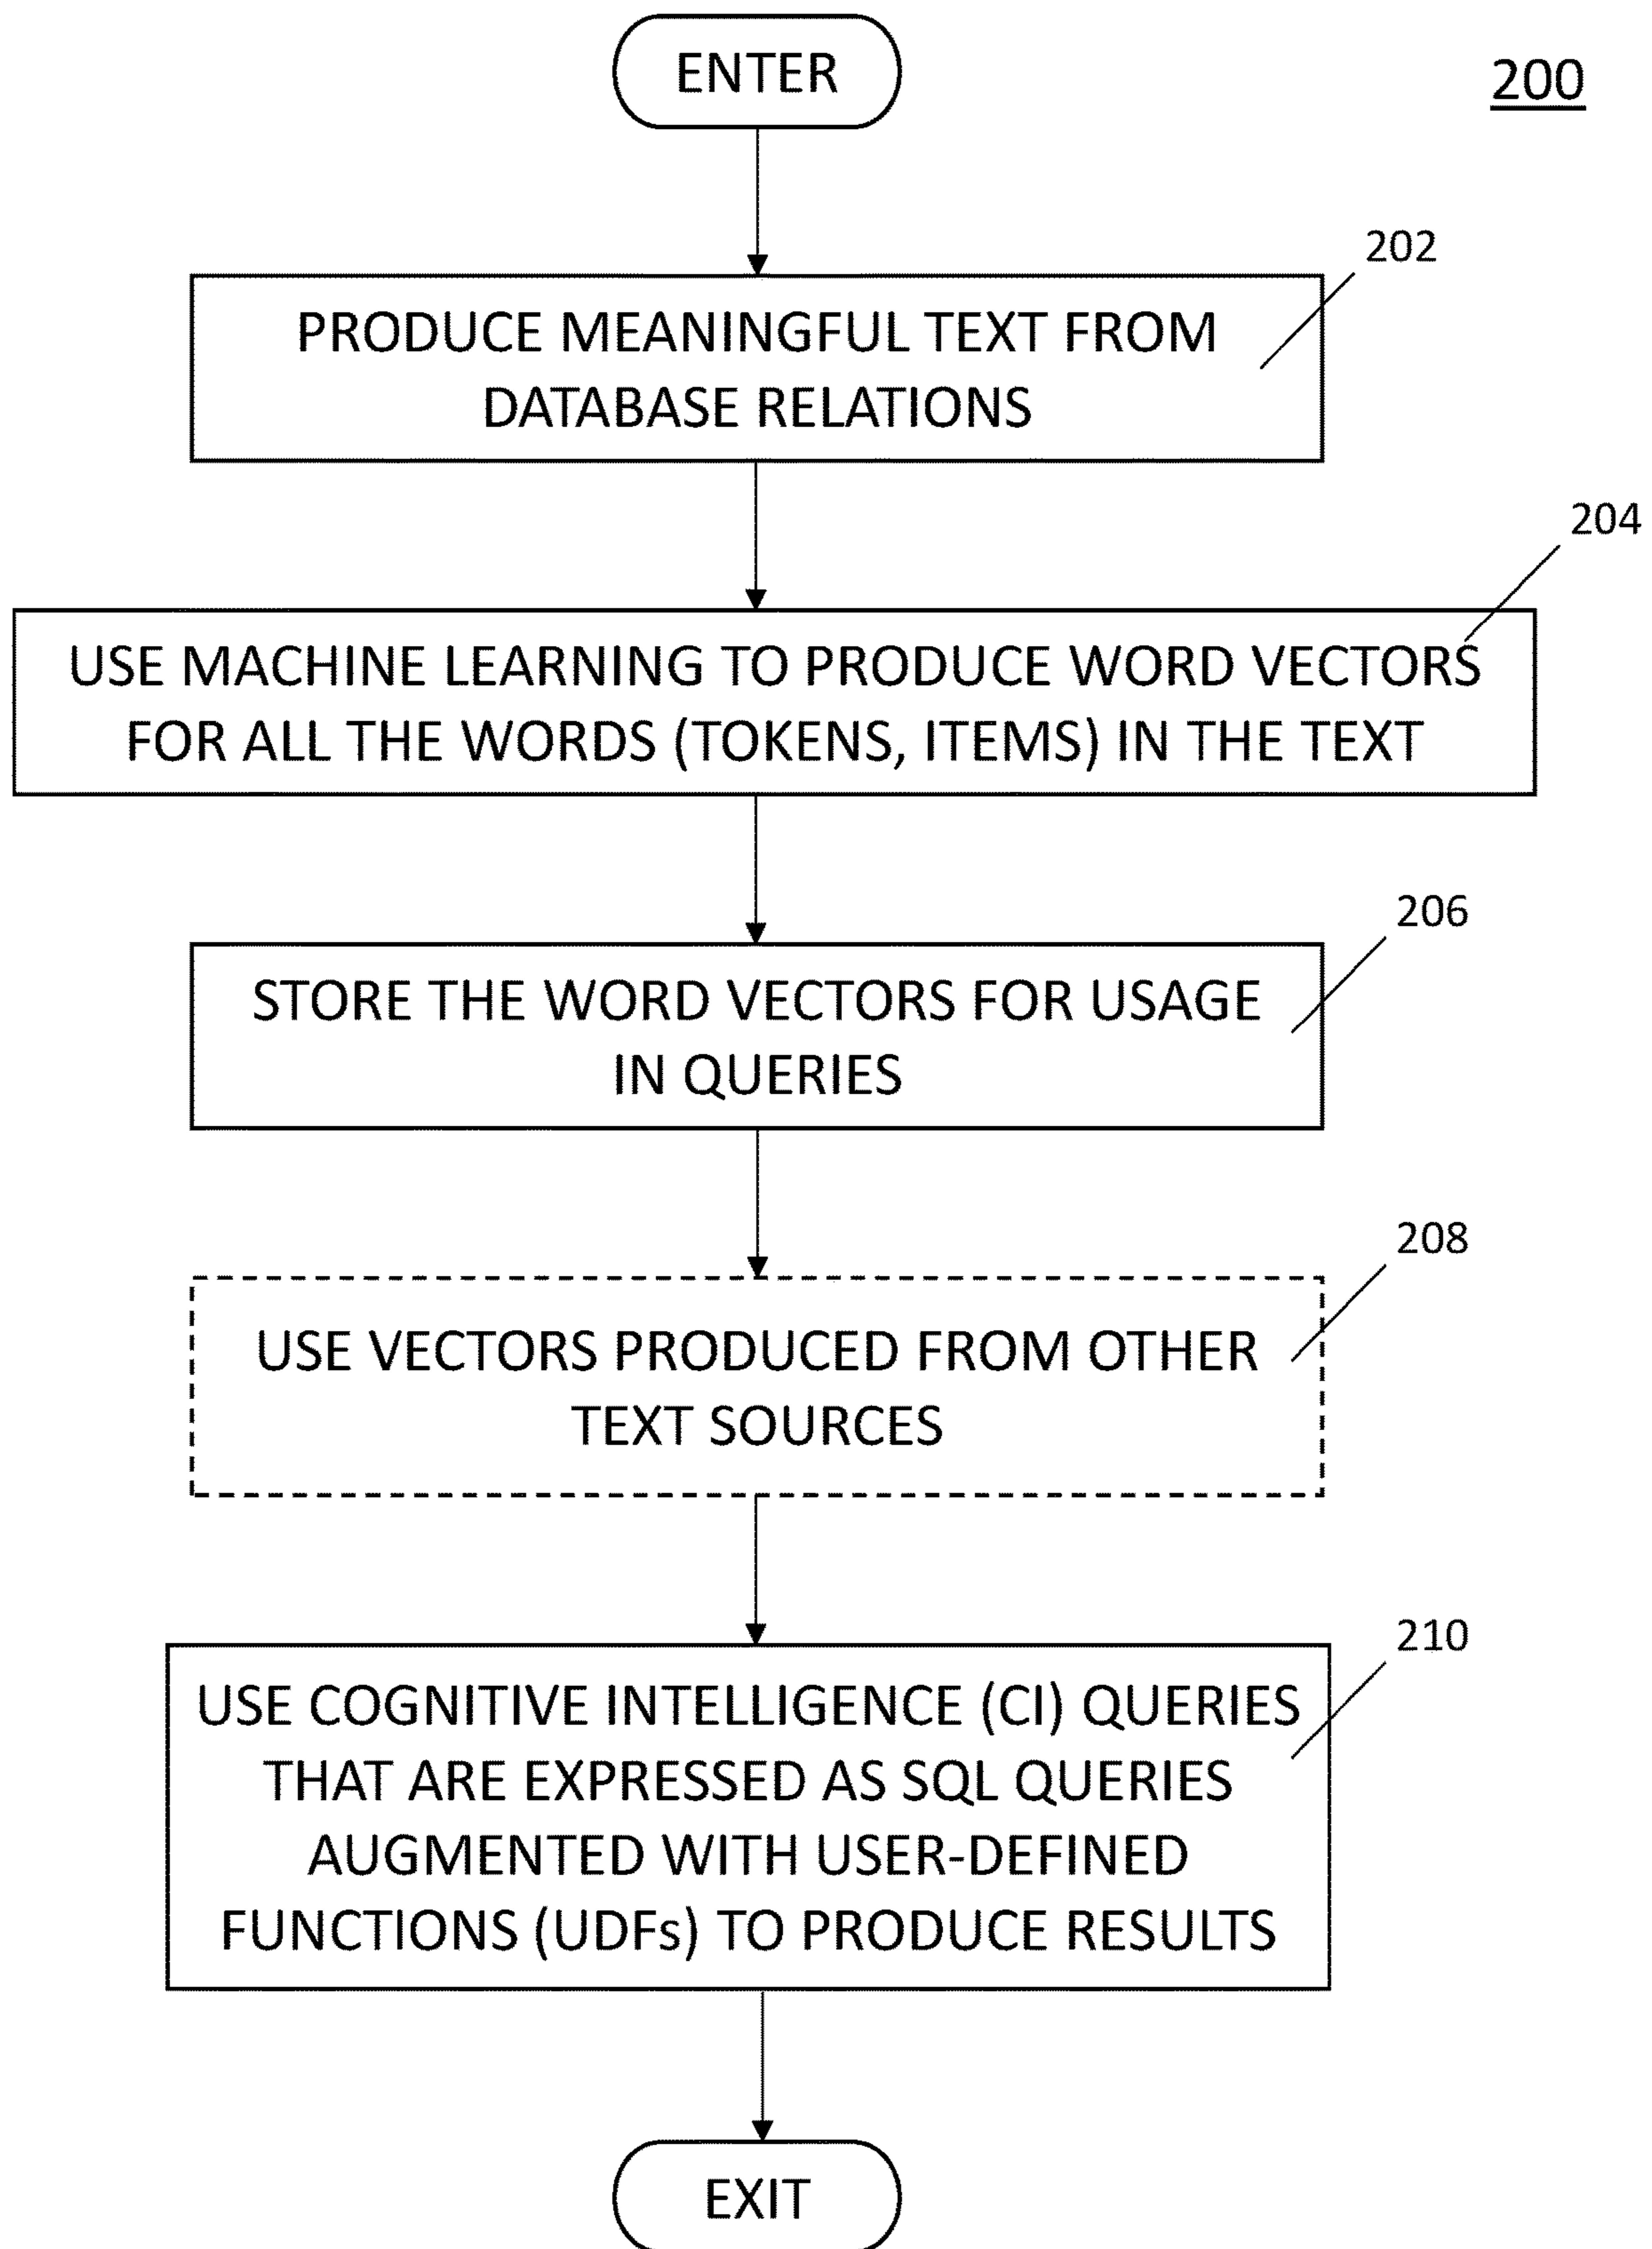 ENTER
200
202
PRODUCE MEANINGFUL TEXT FROM
DATABASE RELATIONS
204
USE MACHINE LEARNING TO PRODUCE WORD VECTORS
FOR ALL THE WORDS (TOKENS, ITEMS) IN THE TEXT
206
STORE THE WORD VECTORS FOR USAGE
IN QUERIES
208
USE VECTORS PRODUCED FROM OTHER
TEXT SOURCES
210
USE COGNITIVE INTELLIGENCE (CI) QUERIES
THAT ARE EXPRESSED AS SQL QUERIES
AUGMENTED WITH USER-DEFINED
FUNCTIONS (UDFs) TO PRODUCE RESULTS
EXIT